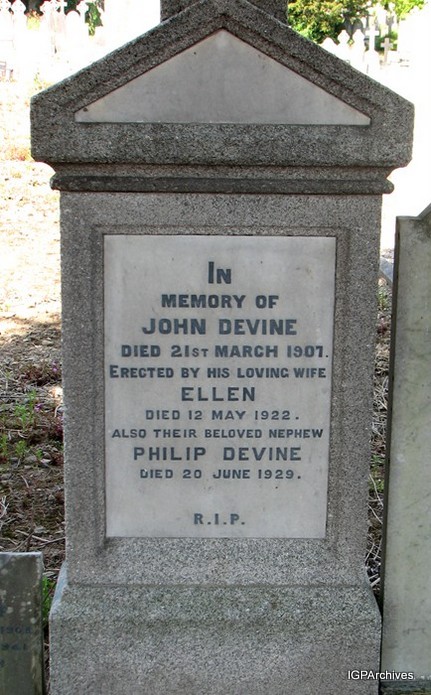 IN
MEMORY OF
JOHN DEVINE
DIED 21ST MARCH 1907.
ERECTED BY HIS LOVING WIFE
ELLEN
DIED 12 MAY 1922.
ALSO THEIR BELOVED NEPHEW
PHILIP DEVINE
DIED 20 JUNE 1929.
R.I.P.
IGPArchives